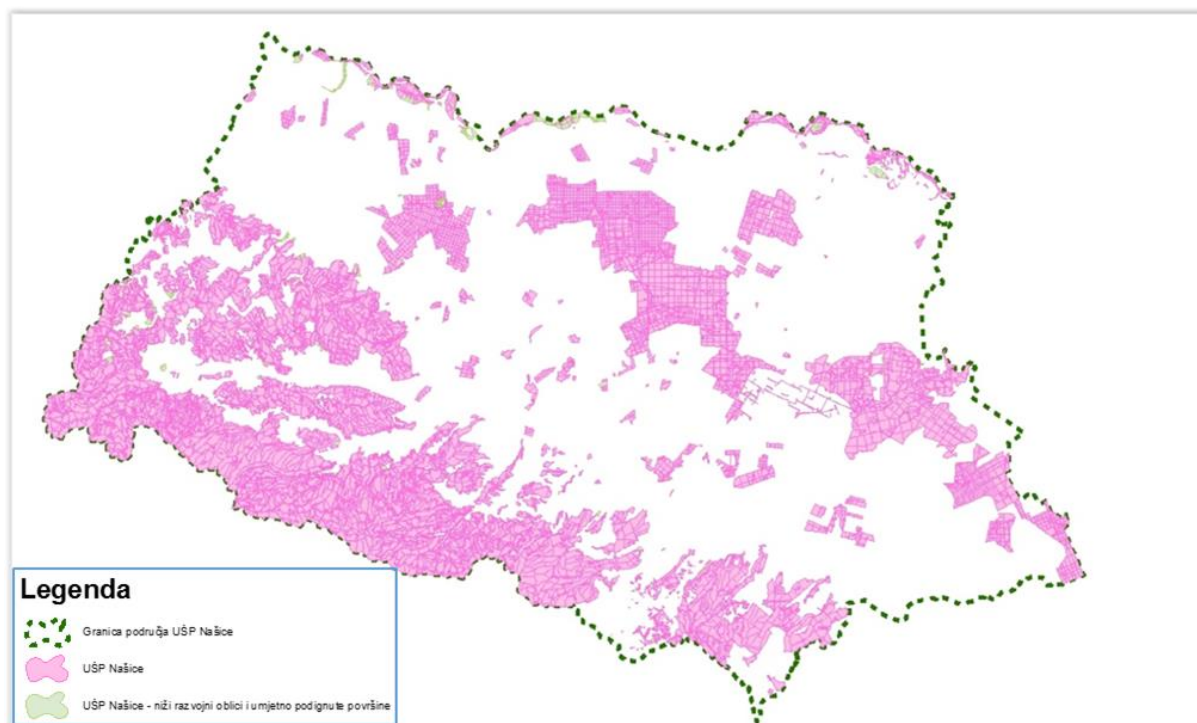 Legenda
Granica područja UŠP Našice
UŠP Našice
UŠP Našice - niži razvojni oblici i umjetno podignute površine